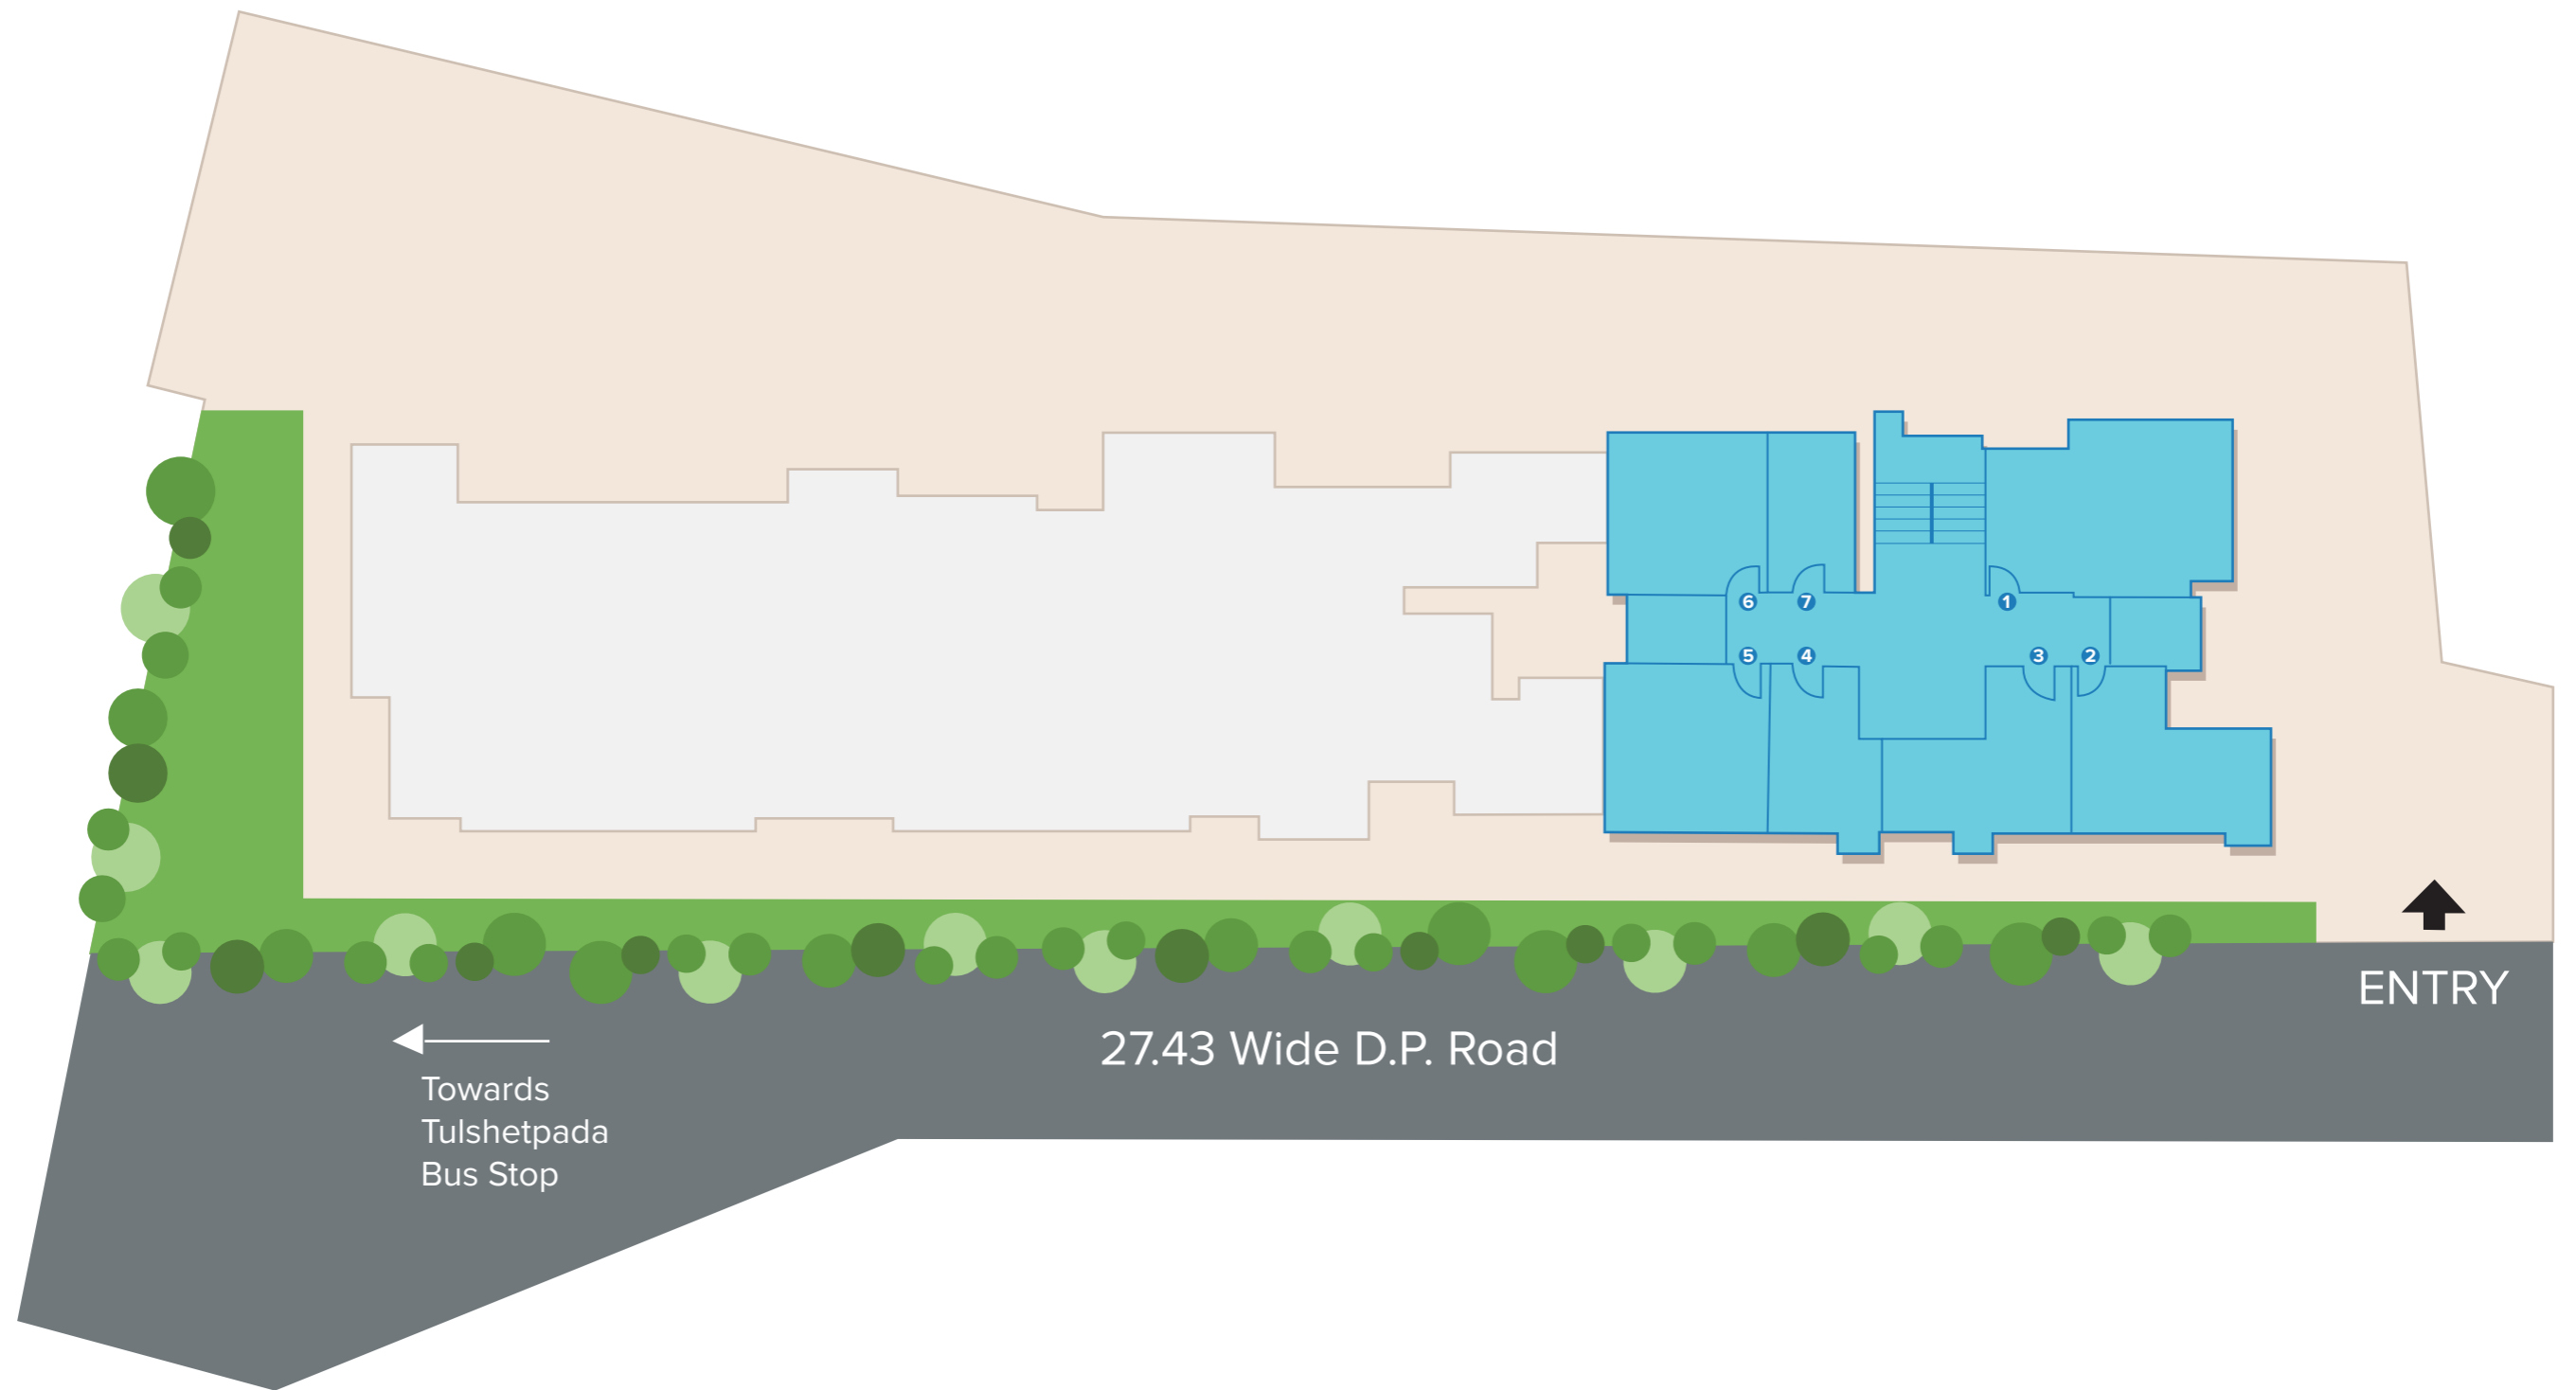 6 7 1
5 4 3 2
ENTRY
27.43 Wide D.P. Road
Towards
Tulshetpada
Bus Stop